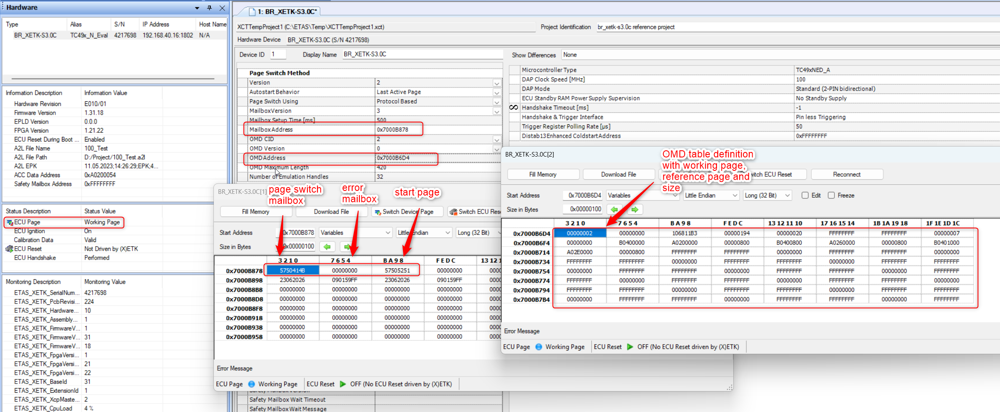 Hardware
Type Alias S/N IP Address Host Name
BR_XETK-S3.0C TC49x_N_Eval 4217698 192.168.40.16:1802 N/A
Information Description Information Value
Hardware Revision E010/01
Firmware Version 1.31.18
EPLD Version 0.0.0
FPGA Version 1.21.22
ECU Reset During Boot ... Enabled
A2L File Name 100_Test
A2L File Path D:/Project/100_Test.a2l
A2L EPK 11.05.2023;14:26:29;EPK;4...
ACC Data Address 0xA0200054
Safety Mailbox Address 0xFFFFFFFF
Status Description Status Value
ECU Page Working Page
ECU Ignition On
Calibration Data Valid
ECU Reset Not Driven by (X)ETK
ECU Handshake Performed
Monitoring Description Monitoring Value
ETAS_XETK_SerialNum... 4217698
ETAS_XETK_PcbRevisi... 224
ETAS_XETK_Hardware... 10
ETAS_XETK_Assembly... 1
ETAS_XETK_FirmwareV... 1
ETAS_XETK_FirmwareV... 31
ETAS_XETK_FirmwareV... 18
ETAS_XETK_FpgaVersi... 1
ETAS_XETK_FpgaVersi... 21
ETAS_XETK_FpgaVersi... 22
ETAS_XETK_BaseId 31
ETAS_XETK_ExtensionId 1
ETAS_XETK_XcpMaste... 2
ETAS_XETK_CpuLoad 4 %
1: BR_XETK-S3.0C*
XCTTempProject1 (C:\ETAS\Temp\XCTTempProject1.xct) Project Identification br_xetk-s3.0c reference project
Hardware Device BR_XETK-S3.0C (S/N 4217698)
Device ID 1 Display Name BR_XETK-S3.0C Show Differences None
Page Switch Method
Version 2
Autostart Behavior Last Active Page
Page Switch Using Protocol Based
Mailbox Version 3
Mailbox Setup Time [ms] 500
Mailbox Address 0x7000B878
OMD CID 2
OMD Version 0
OMD Address 0x7000B6D4
OMD Maximum Length 420
Number of Emulation Handles 32
Microcontroller Type TC49xNED_A
DAP Clock Speed [MHz] 100
DAP Mode Standard (2-PIN bidirectional)
ECU Standby RAM Power Supply Supervision No Standby Supply
Handshake Timeout [ms] -1
Handshake & Trigger Interface Pin less Triggering
Trigger Register Polling Rate [µs] 50
Distab13 Enhanced Coldstart Address 0xFFFFFFFF
BR_XETK-S3.0C[1]
page switch
mailbox
error
mailbox
start page
Fill Memory Download File Switch Device Page Switch ECU Rese
Start Address 0x7000B878 Variables Little Endian Long (32 Bit)
Size in Bytes 0x00000100
3 2 1 0 7 6 5 4 B A 9 8 F E D C 13 12 1
0x7000B878 5750414B 00000000 57505251 00000000 0000
0x7000B898 23062026 090159FF 23062026 090159FF 0000
0x7000B8B8 00000000 00000000 00000000 00000000 0000
0x7000B8D8 00000000 00000000 00000000 00000000 0000
0x7000B8F8 00000000 00000000 00000000 00000000 0000
0x7000B918 00000000 00000000 00000000 00000000 0000
0x7000B938 00000000 00000000 00000000 00000000 0000
0x7000B958 00000000 00000000 00000000 00000000 0000
Error Message
ECU Page Working Page ECU Reset OFF (No ECU Reset driven by (X)ETK)
Safety Mailbox Wait Timeout
Safety Mailbox Wait Message
BR_XETK-S3.0C[2]
OMD table definition
with working page,
reference page and
size
Fill Memory Download File witch ECU Reset Reconnect
Start Address 0x7000B6D4 Variables Little Endian Long (32 Bit) Edit Freeze
Size in Bytes 0x00000100
3 2 1 0 7 6 5 4 B A 9 8 F E D C 13 12 11 10 17 16 15 14 1B 1A 19 18 1F 1E 1D 1C
0x7000B6D4 00000002 00000000 106811B3 00000194 00000020 FFFFFFFF FFFFFFFF 00000007
0x7000B6F4 00000000 B0400000 A0200000 00000800 B0400800 A0260000 00000800 B0401000
0x7000B714 A02E0000 00000800 FFFFFFFF FFFFFFFF 00000000 FFFFFFFF FFFFFFFF 00000000
0x7000B734 FFFFFFFF FFFFFFFF 00000000 FFFFFFFF FFFFFFFF 00000000 FFFFFFFF FFFFFFFF
0x7000B754 00000000 FFFFFFFF FFFFFFFF 00000000 FFFFFFFF FFFFFFFF 00000000 FFFFFFFF
0x7000B774 FFFFFFFF 00000000 FFFFFFFF FFFFFFFF 00000000 FFFFFFFF FFFFFFFF 00000000
0x7000B794 FFFFFFFF FFFFFFFF 00000000 FFFFFFFF FFFFFFFF 00000000 FFFFFFFF FFFFFFFF
0x7000B7B4 00000000 FFFFFFFF FFFFFFFF 00000000 FFFFFFFF FFFFFFFF 00000000 FFFFFFFF
Error Message
ECU Page Working Page ECU Reset OFF (No ECU Reset driven by (X)ETK)